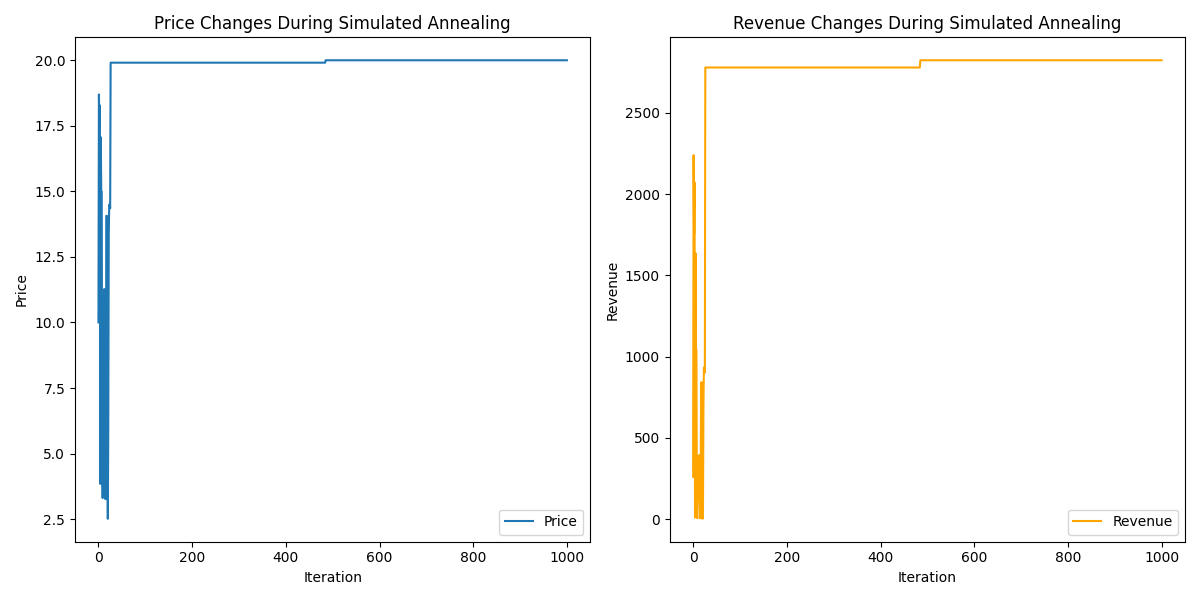 Price Changes During Simulated Annealing
20.0
17.5
15.0
12.5
10.0
7.5
5.0
2.5
Price
0 200 400 600 800 1000
Iteration
Price
Revenue Changes During Simulated Annealing
2500
2000
1500
1000
500
0
Revenue
0 200 400 600 800 1000
Iteration
Revenue